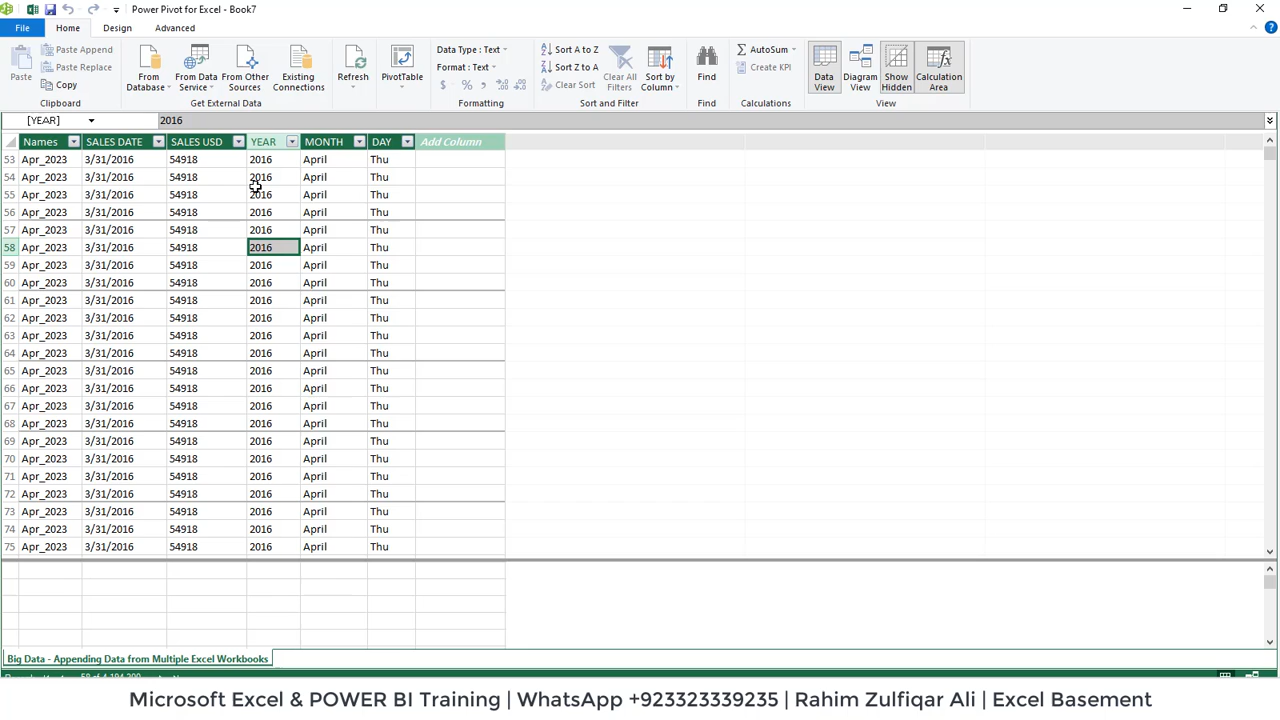 Power Pivot for Excel - Book7
File Home Design Advanced
Paste Paste Append Paste Replace Copy
Clipboard
From Database From Data Service From Other Sources Existing Connections
Get External Data
Refresh
PivotTable
Data Type : Text
Format : Text
$ % , .00
Formatting
Sort A to Z
Sort Z to A
Clear Sort
Clear All Filters
Sort by Column
Sort and Filter
Find
Find
AutoSum
Create KPI
Calculations
Data View Diagram View Show Hidden Calculation Area
View
[YEAR] 2016
Names SALES DATE SALES USD YEAR MONTH DAY Add Column
53 Apr_2023 3/31/2016 54918 2016 April Thu
54 Apr_2023 3/31/2016 54918 2016 April Thu
55 Apr_2023 3/31/2016 54918 2016 April Thu
56 Apr_2023 3/31/2016 54918 2016 April Thu
57 Apr_2023 3/31/2016 54918 2016 April Thu
58 Apr_2023 3/31/2016 54918 2016 April Thu
59 Apr_2023 3/31/2016 54918 2016 April Thu
60 Apr_2023 3/31/2016 54918 2016 April Thu
61 Apr_2023 3/31/2016 54918 2016 April Thu
62 Apr_2023 3/31/2016 54918 2016 April Thu
63 Apr_2023 3/31/2016 54918 2016 April Thu
64 Apr_2023 3/31/2016 54918 2016 April Thu
65 Apr_2023 3/31/2016 54918 2016 April Thu
66 Apr_2023 3/31/2016 54918 2016 April Thu
67 Apr_2023 3/31/2016 54918 2016 April Thu
68 Apr_2023 3/31/2016 54918 2016 April Thu
69 Apr_2023 3/31/2016 54918 2016 April Thu
70 Apr_2023 3/31/2016 54918 2016 April Thu
71 Apr_2023 3/31/2016 54918 2016 April Thu
72 Apr_2023 3/31/2016 54918 2016 April Thu
73 Apr_2023 3/31/2016 54918 2016 April Thu
74 Apr_2023 3/31/2016 54918 2016 April Thu
75 Apr_2023 3/31/2016 54918 2016 April Thu
Big Data - Appending Data from Multiple Excel Workbooks
Microsoft Excel & POWER BI Training | WhatsApp +923323339235 | Rahim Zulfiqar Ali | Excel Basement